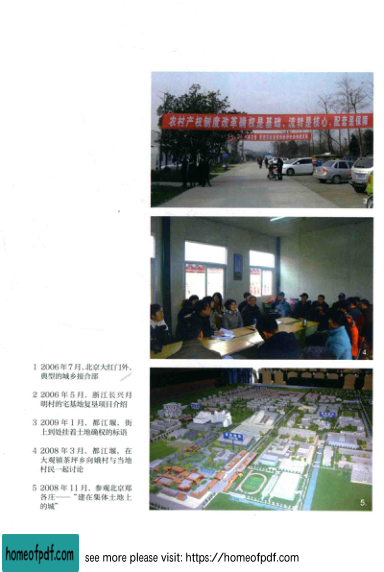 农村产权制度改革确权是基础、流转是核心、配套是保障
4
5
1 2006年7月,北京大红门外,
典型的城乡接合部
2 2006年5月,浙江长兴月
明村的宅基地复垦项目介绍
3 2009年1月,都江堰,街
上到处挂着土地确权的标语
4 2008年3月,都江堰,在
大观镇茶坪乡向峨村与当地
村民一起讨论
5 2008年11月,参观北京郑
各庄——“建在集体土地上
的城”
homeofpdf.com
see more please visit: https://homeofpdf.com